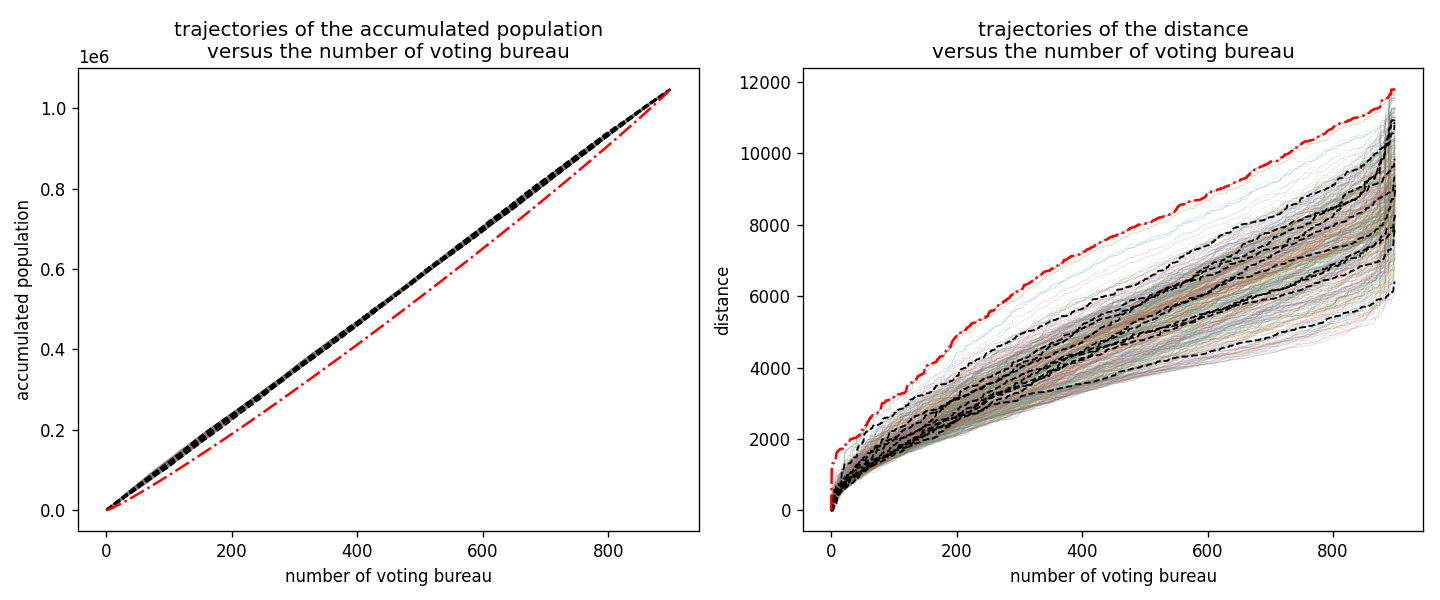 trajectories of the accumulated population
versus the number of voting bureau
1e6
1.0
0.8
0.6
0.4
0.2
0.0
accumulated population
0 200 400 600 800
number of voting bureau
trajectories of the distance
versus the number of voting bureau
12000
10000
8000
6000
4000
2000
0
distance
0 200 400 600 800
number of voting bureau